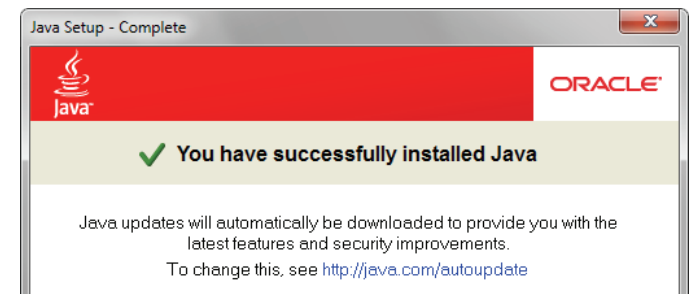 Java Setup - Complete
Java
ORACLE
You have successfully installed Java
Java updates will automatically be downloaded to provide you with the
latest features and security improvements.
To change this, see http://java.com/autoupdate